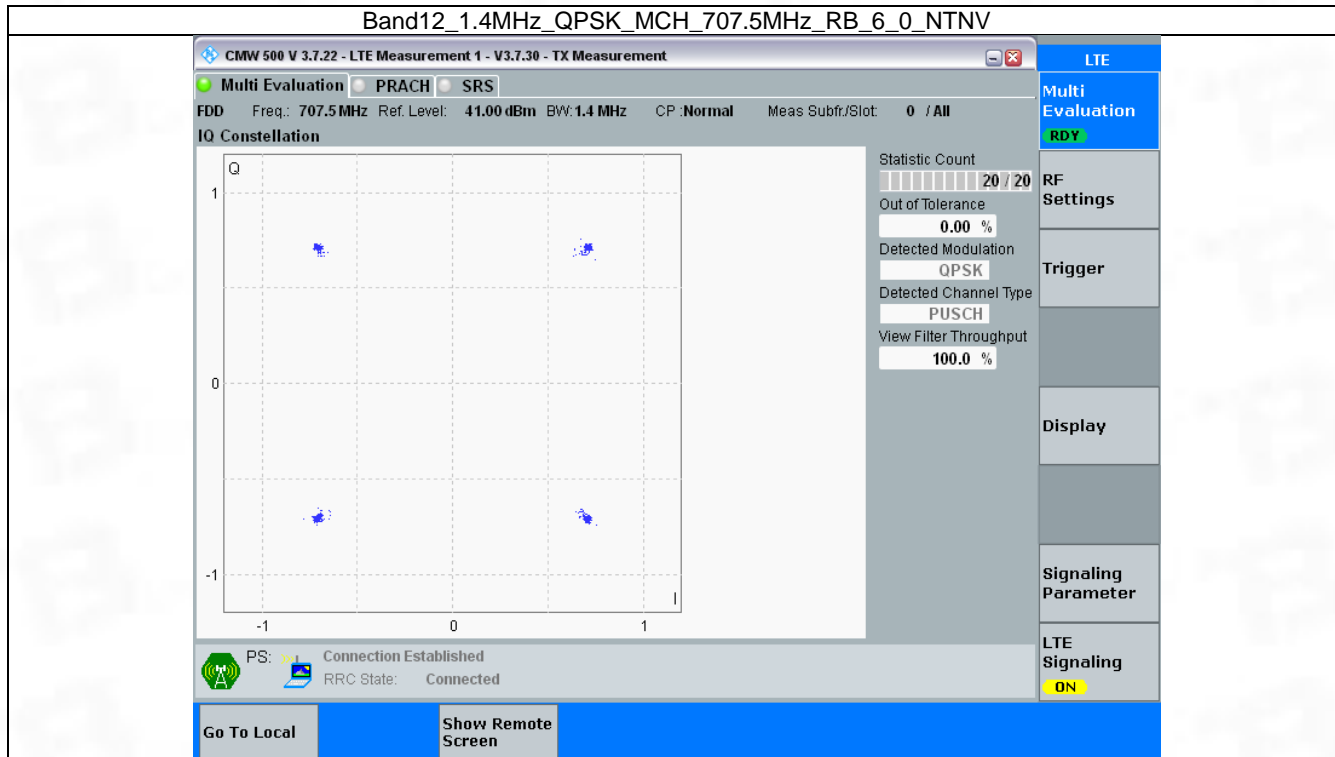 Band12_1.4MHz_QPSK_MCH_707.5MHz_RB_6_0_NTNV
CMW 500 V 3.7.22 - LTE Measurement 1 - V3.7.30 - TX Measurement
LTE
Multi Evaluation PRACH SRS
FDD Freq.: 707.5 MHz Ref. Level: 41.00 dBm BW: 1.4 MHz CP :Normal Meas Subfr./Slot: 0 / All
IQ Constellation
Q
1
0
-1
I
-1 0 1
Statistic Count
20 / 20
Out of Tolerance
0.00 %
Detected Modulation
QPSK
Detected Channel Type
PUSCH
View Filter Throughput
100.0 %
Multi
Evaluation
RDY
RF
Settings
Trigger
Display
Signaling
Parameter
LTE
Signaling
ON
PS: Connection Established
RRC State: Connected
Go To Local
Show Remote
Screen